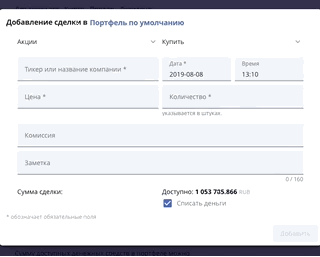 Добавление сделки в Портфель по умолчанию
Акции
Купить
Тикер или название компании *
Дата *
2019-08-08
Время
13:10
Цена *
Количество *
указывается в штуках
Комиссия
Заметка
0 / 160
Сумма сделки:
Доступно: 1 053 705.866 RUB
Списать деньги
* обозначает обязательные поля
Добавить